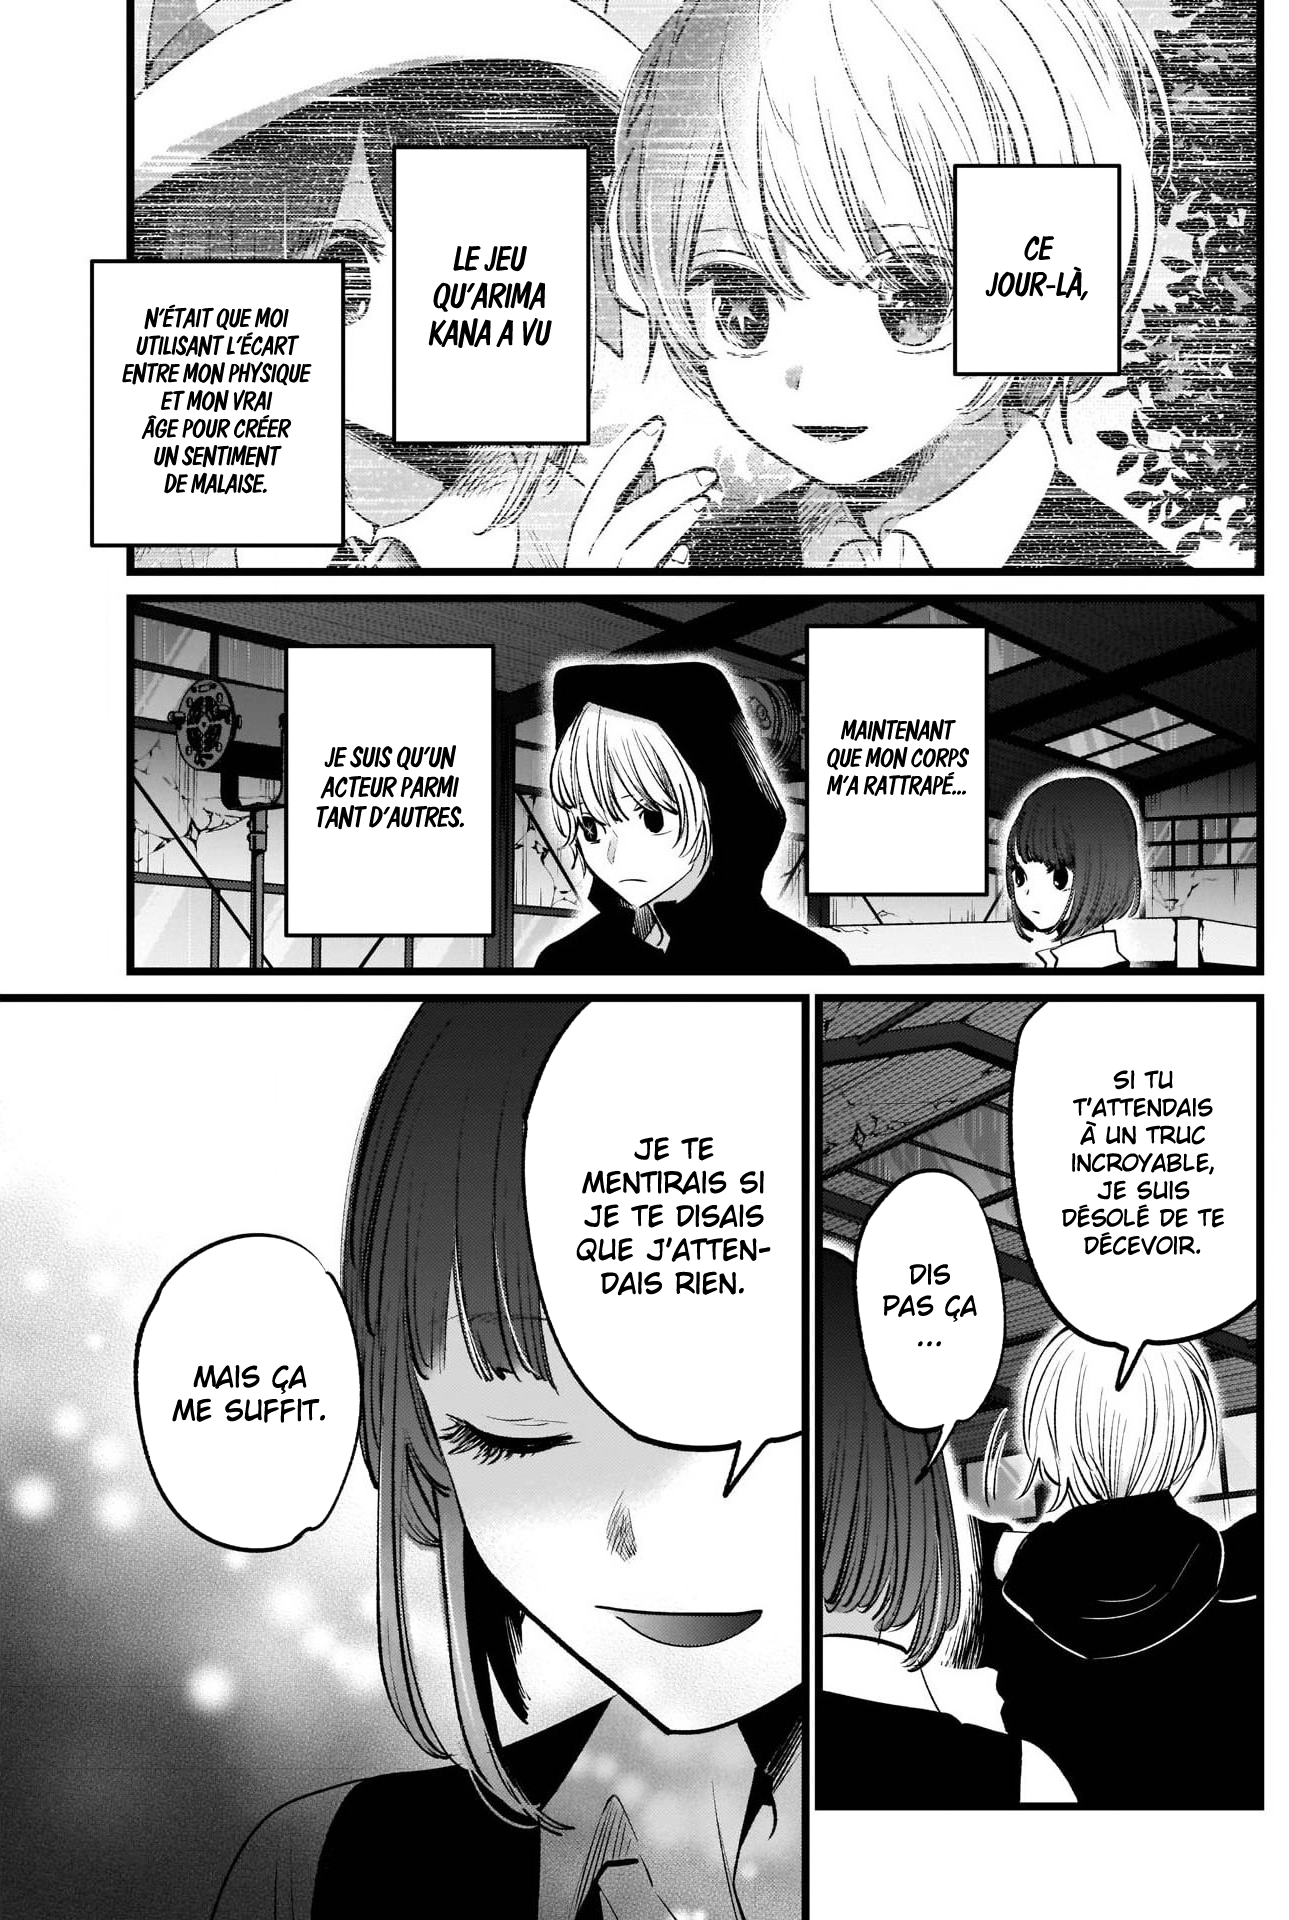 CE
JOUR-LÀ,
LE JEU
QU'ARIMA
KANA A VU
N'ÉTAIT QUE MOI
UTILISANT L'ÉCART
ENTRE MON PHYSIQUE
ET MON VRAI
ÂGE POUR CRÉER
UN SENTIMENT
DE MALAISE.
MAINTENANT
QUE MON CORPS
M'A RATTRAPÉ...
JE SUIS QU'UN
ACTEUR PARMI
TANT D'AUTRES.
SI TU
T'ATTENDAIS
À UN TRUC
INCROYABLE,
JE SUIS
DÉSOLÉ DE TE
DÉCEVOIR.
DIS
PAS ÇA
...
JE TE
MENTIRAIS SI
JE TE DISAIS
QUE J'ATTEN-
DAIS RIEN.
MAIS ÇA
ME SUFFIT.